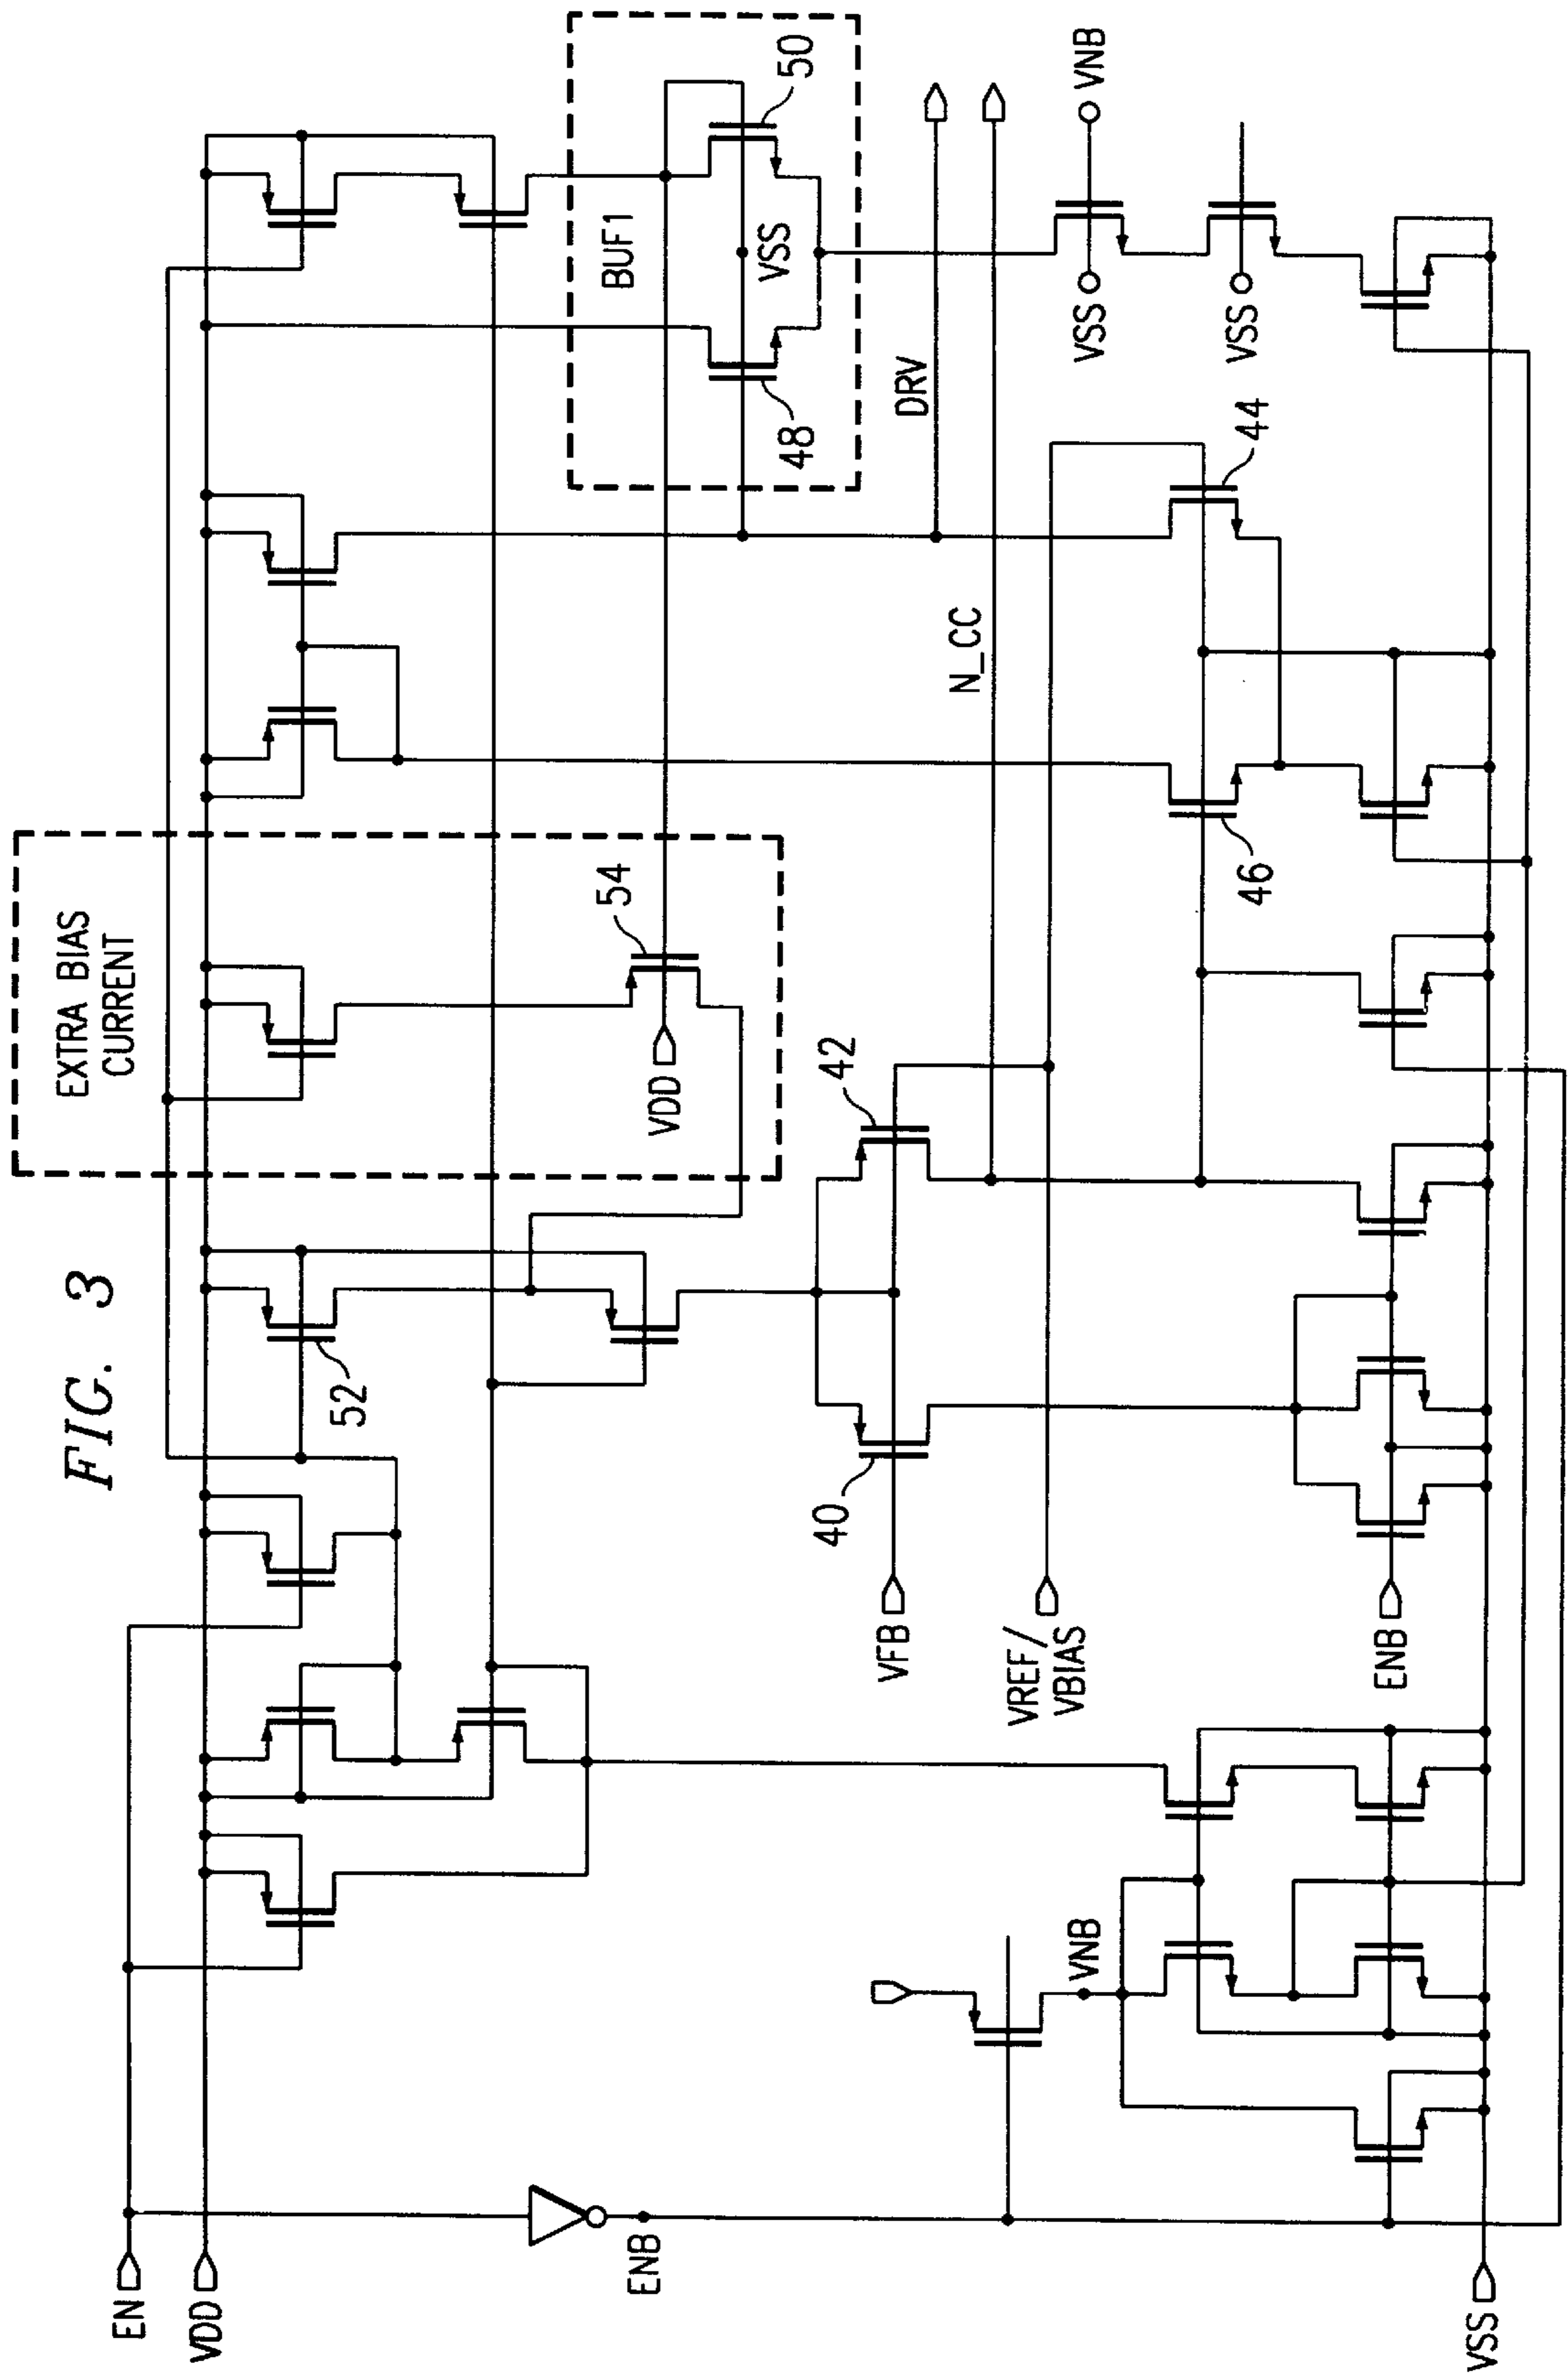 FIG. 3
EN
VDD
ENB
VSS
VNB
VFB
VREF/
VBIAS
ENB
40
42
52
EXTRA BIAS
CURRENT
54
VDD
46
44
N_CC
DRV
BUF1
48
VSS
50
VSS
VNB
VSS